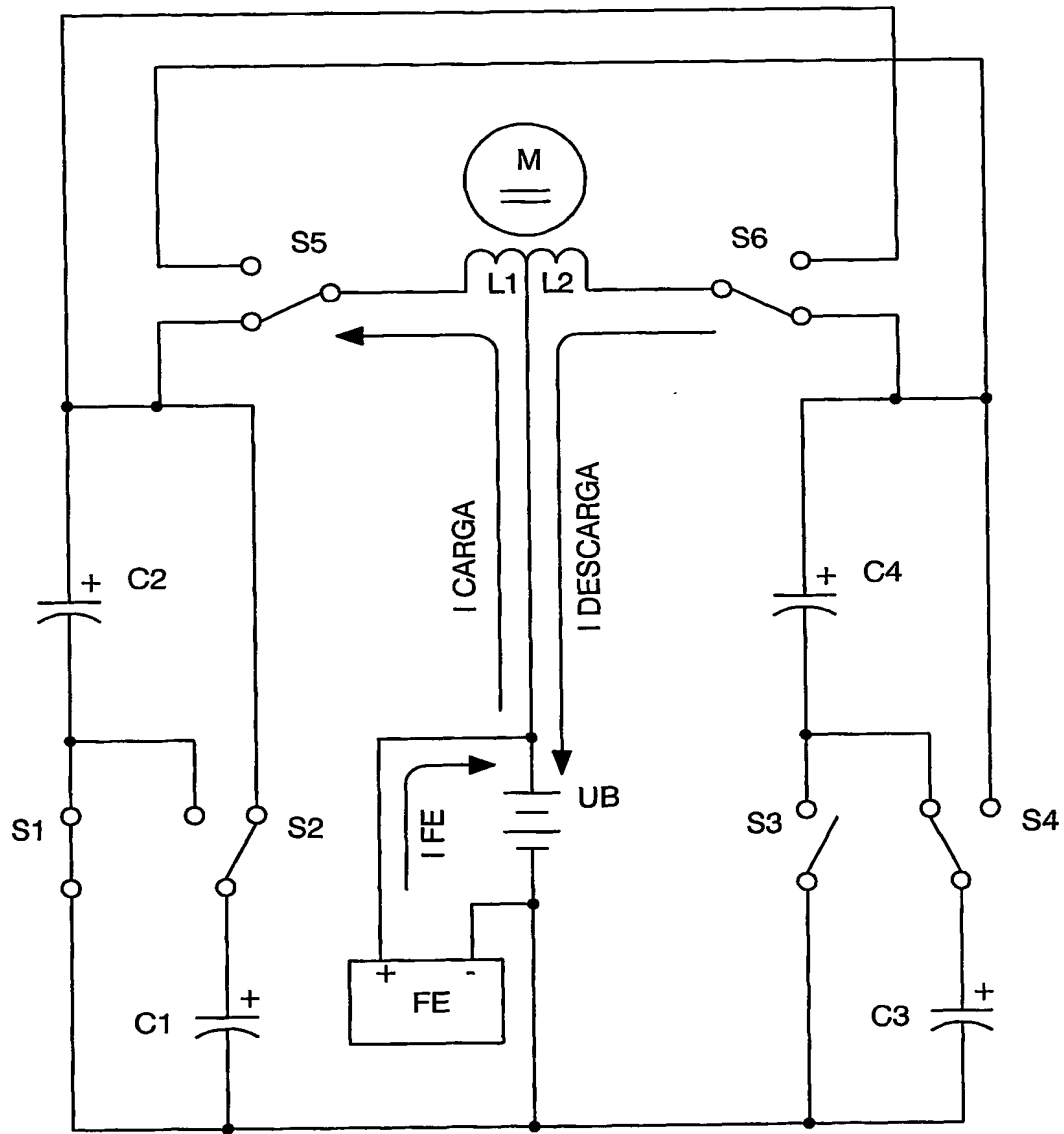 M
S5
S6
L1
L2
I CARGA
I DESCARGA
+
C2
+
C4
UB
S1
S2
S3
S4
I FE
+
-
FE
C1
+
C3
+